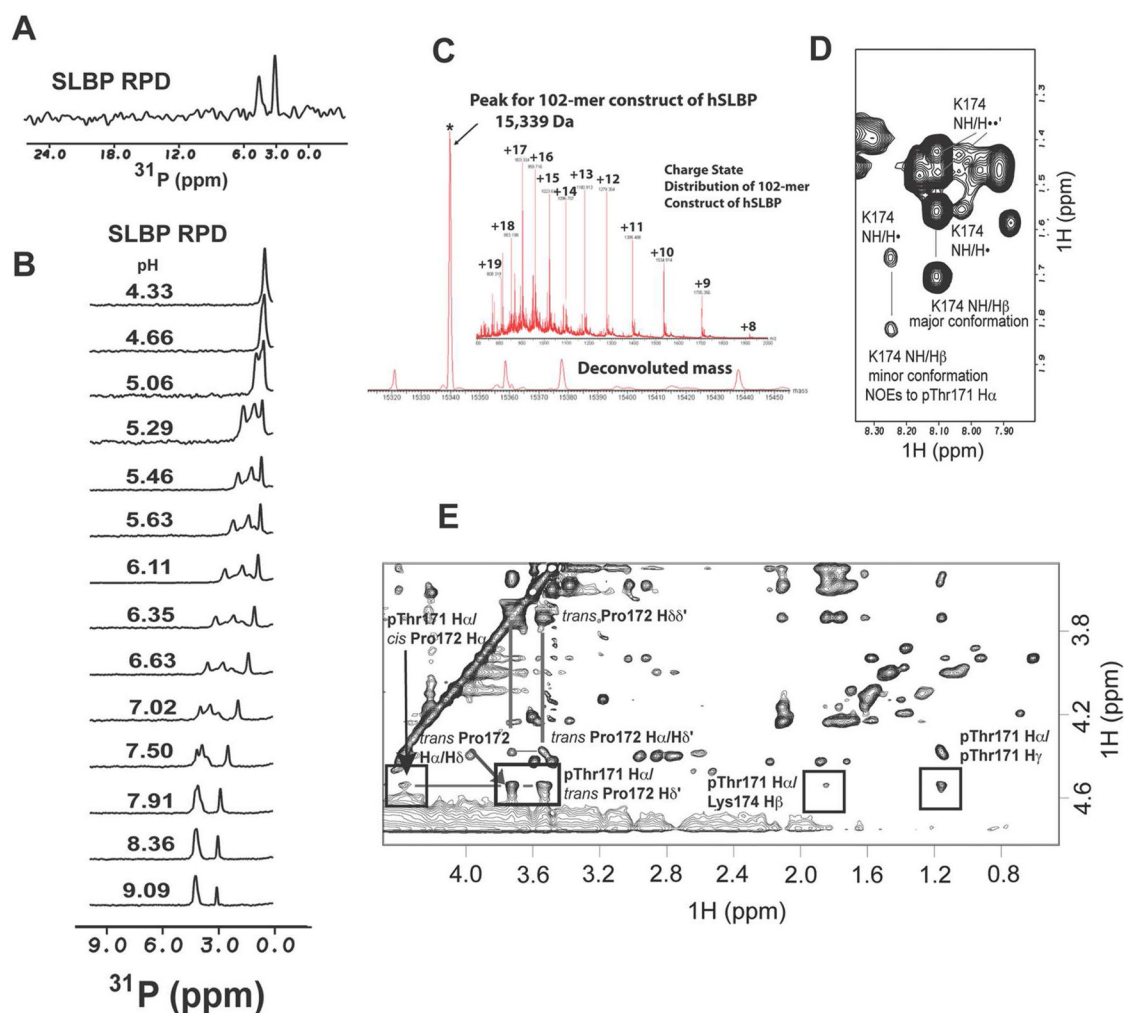 A
SLBP RPD
24.0 18.0 12.0 6.0 0.0
31P (ppm)
B
SLBP RPD
pH
4.33
4.66
5.06
5.29
5.46
5.63
6.11
6.35
6.63
7.02
7.50
7.91
8.36
9.09
9.0 6.0 3.0 0.0
31P (ppm)
C
Peak for 102-mer construct of hSLBP
15,339 Da
*
+19
+18
+17
+16
+15
+14
+13
+12
+11
+10
+9
+8
Charge State
Distribution of 102-mer
Construct of hSLBP
Deconvoluted mass
15320 15330 15340 15350 15360 15370 15380 15390 15400 15410 15420 15430 15440 15450
mass
D
K174
NH/H••'
K174
NH/H•
K174
NH/H•
K174 NH/Hβ
major conformation
K174 NH/Hβ
minor conformation
NOEs to pThr171 Hα
1.3
1.4
1.5
1.6
1.7
1.8
1.9
1H (ppm)
8.30 8.20 8.10 8.00 7.90
1H (ppm)
E
pThr171 Hα/
cis Pro172 Hα
trans Pro172 Hδδ'
trans Pro172
Hα/Hδ
trans Pro172 Hα/Hδ'
pThr171 Hα/
trans Pro172 Hδ'
pThr171 Hα/
Lys174 Hβ
pThr171 Hα/
pThr171 Hγ
3.8
4.2
4.6
1H (ppm)
4.0 3.6 3.2 2.8 2.4 2.0 1.6 1.2
1H (ppm)